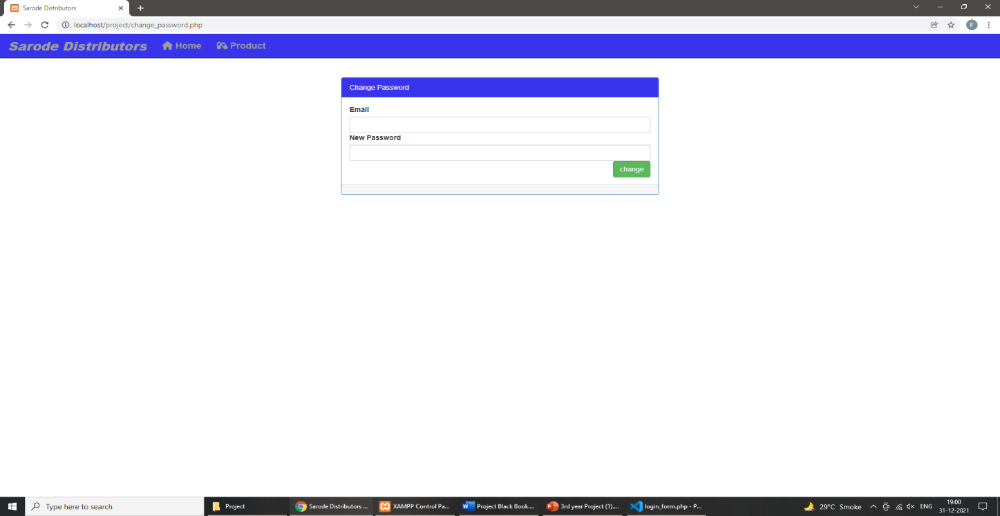 Sarode Distributors
localhost/project/change_password.php
F
Sarode Distributors Home Product
Change Password
Email
New Password
change
Type here to search
Project
Sarode Distributors ...
XAMPP Control Pa...
Project Black Book....
3rd year Project (1)....
login_form.php - P...
29°C Smoke
ENG
19:00
31-12-2021